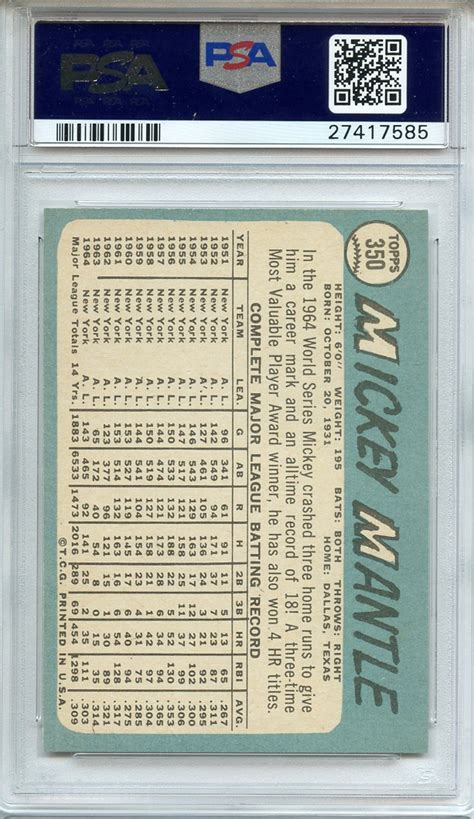 PSA
PSA
27417585
TOPPS
350
MICKEY MANTLE
HEIGHT: 6'0" WEIGHT: 195 BATS: BOTH THROWS: RIGHT
BORN: OCTOBER 20, 1931 HOME: DALLAS, TEXAS
In the 1964 World Series Mickey crashed three home runs to give
him a career mark and an alltime record of 18! A three-time
Most Valuable Player Award winner, he has also won 4 HR titles.
COMPLETE MAJOR LEAGUE BATTING RECORD
YEAR TEAM LEA. G AB R H 2B 3B HR RBI AVG.
1951 New York A. L. 96 341 61 91 11 5 13 65 .267
1952 New York A. L. 142 549 94 171 37 7 23 87 .311
1953 New York A. L. 127 461 105 136 24 3 21 92 .295
1954 New York A. L. 146 543 129 163 17 12 27 102 .300
1955 New York A. L. 147 517 121 158 25 11 37 99 .306
1956 New York A. L. 150 533 132 188 22 5 52 130 .353
1957 New York A. L. 144 474 121 173 28 6 34 94 .365
1958 New York A. L. 150 519 127 158 21 1 42 97 .304
1959 New York A. L. 144 541 104 154 23 4 31 75 .285
1960 New York A. L. 153 527 119 145 17 6 40 94 .275
1961 New York A. L. 153 514 132 163 16 6 54 128 .317
1962 New York A. L. 123 377 96 121 15 1 30 89 .321
1963 New York A. L. 65 172 40 54 8 0 15 35 .314
1964 New York A. L. 143 465 92 141 25 2 35 111 .303
Major League Totals 14 Yrs. 1883 6533 1473 2016 289 69 454 1298 .309
©T.C.G. PRINTED IN U.S.A.